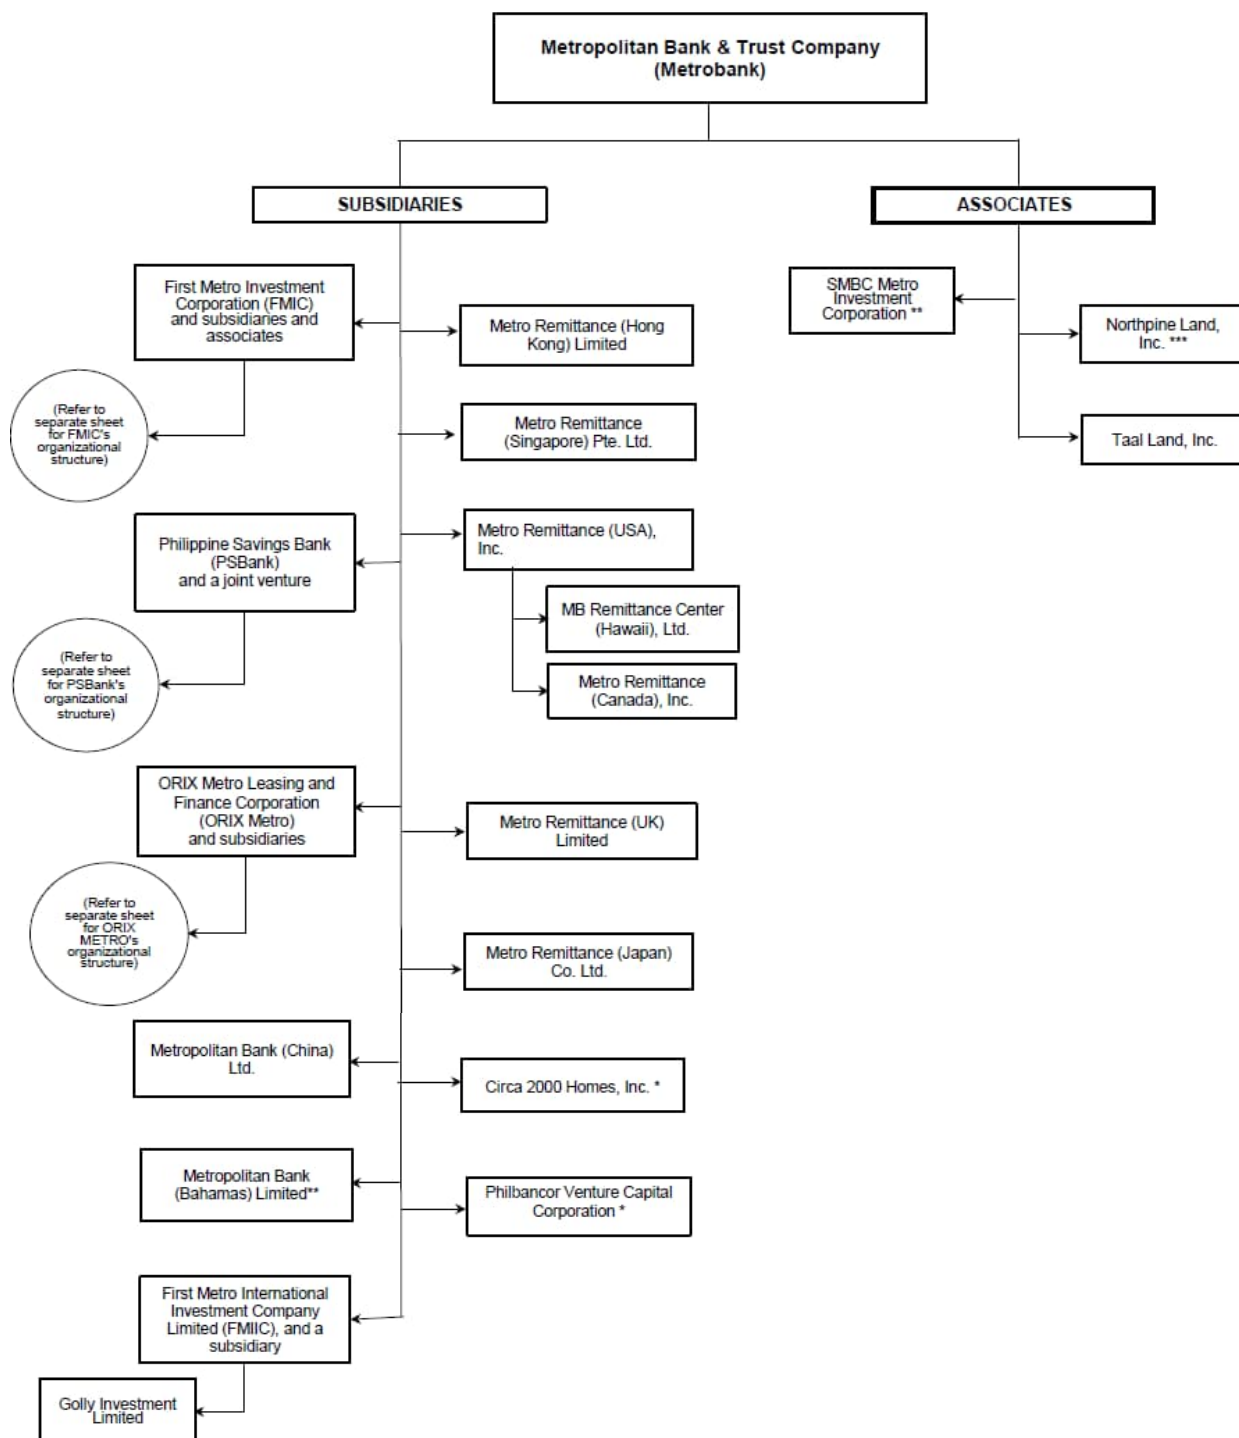 Metropolitan Bank & Trust Company
(Metrobank)
SUBSIDIARIES
ASSOCIATES
First Metro Investment
Corporation (FMIC)
and subsidiaries and
associates
(Refer to
separate sheet
for FMIC's
organizational
structure)
Philippine Savings Bank
(PSBank)
and a joint venture
(Refer to
separate sheet
for PSBank's
organizational
structure)
ORIX Metro Leasing and
Finance Corporation
(ORIX Metro)
and subsidiaries
(Refer to
separate sheet
for ORIX
METRO's
organizational
structure)
Metropolitan Bank (China)
Ltd.
Metropolitan Bank
(Bahamas) Limited**
First Metro International
Investment Company
Limited (FMIIC), and a
subsidiary
Golly Investment
Limited
Metro Remittance (Hong
Kong) Limited
Metro Remittance
(Singapore) Pte. Ltd.
Metro Remittance (USA),
Inc.
MB Remittance Center
(Hawaii), Ltd.
Metro Remittance
(Canada), Inc.
Metro Remittance (UK)
Limited
Metro Remittance (Japan)
Co. Ltd.
Circa 2000 Homes, Inc. *
Philbancor Venture Capital
Corporation *
SMBC Metro
Investment
Corporation **
Northpine Land,
Inc. ***
Taal Land, Inc.